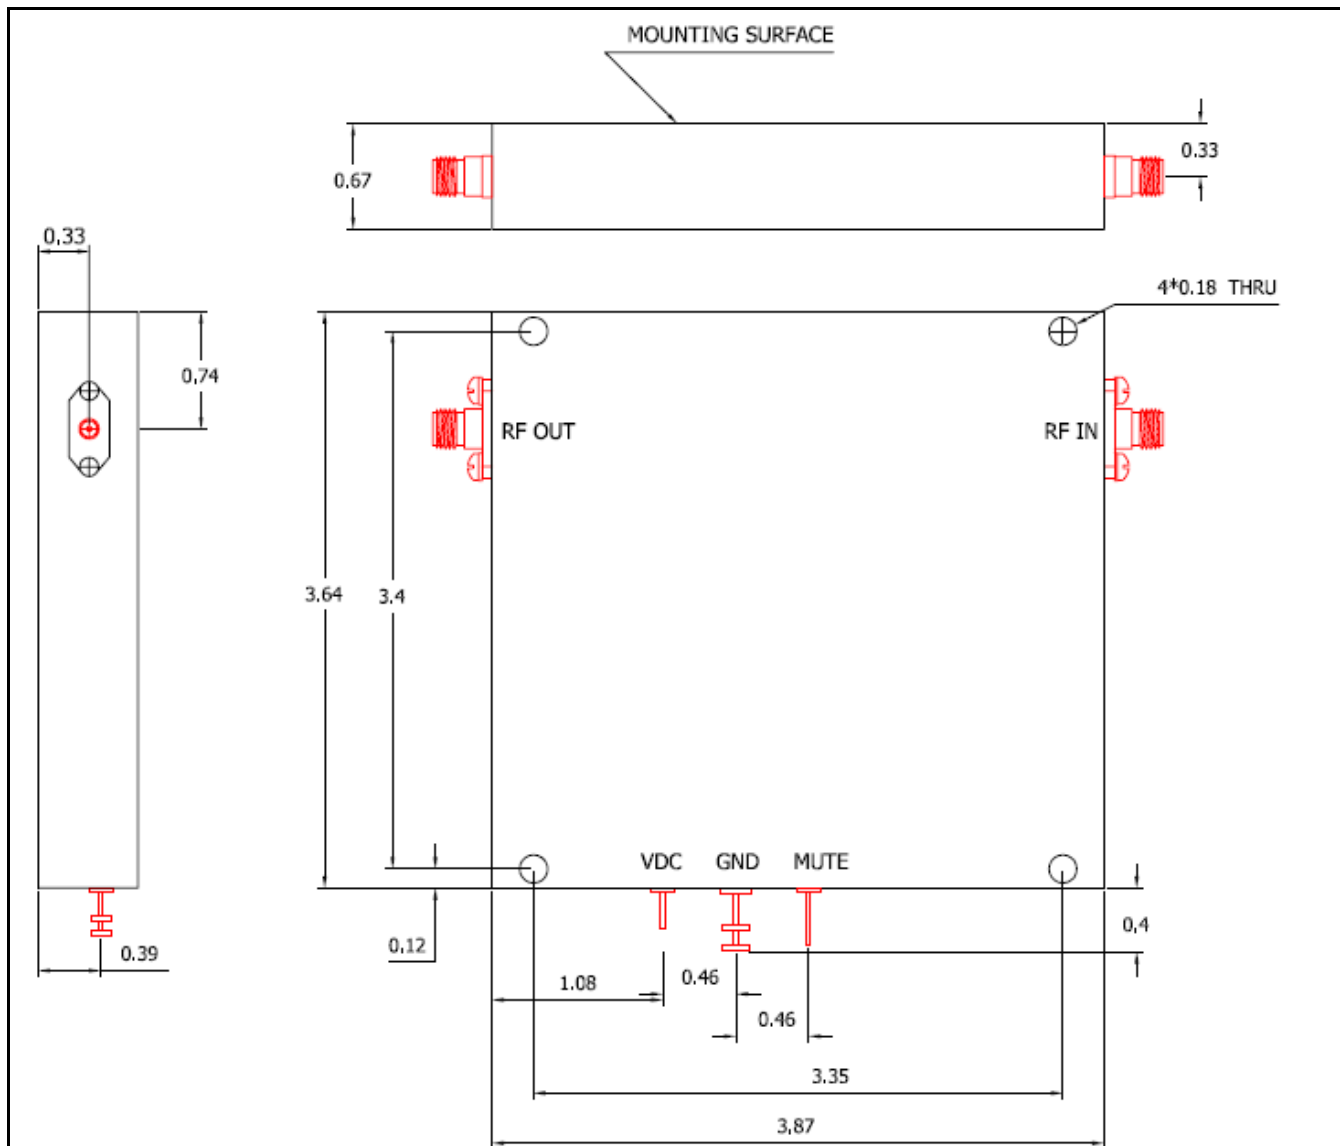 MOUNTING SURFACE
0.67
0.33
0,33
4*0.18 THRU
0,74
RF OUT
RF IN
3.64
3.4
VDC
GND
MUTE
0.39
0,12
0,4
1.08
0.46
0.46
3.35
3,87